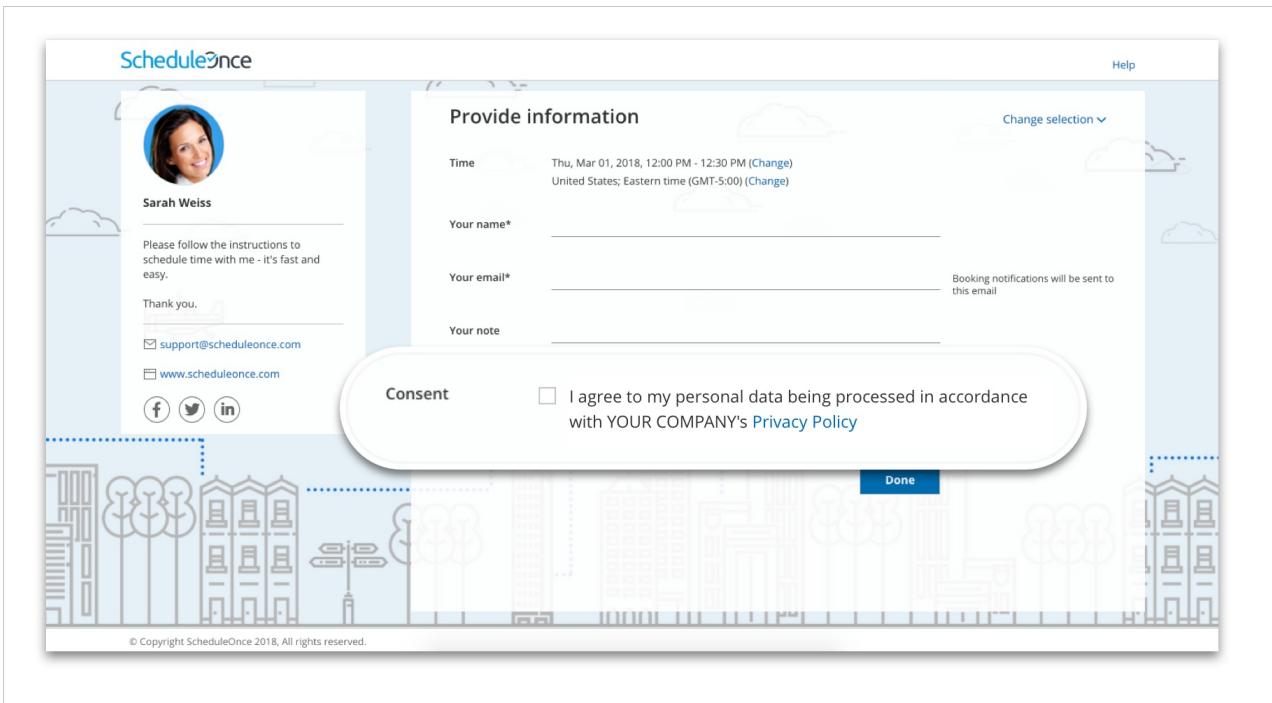 ScheduleOnce
Help
Sarah Weiss
Please follow the instructions to
schedule time with me - it's fast and
easy.
Thank you.
support@scheduleonce.com
www.scheduleonce.com
f in
Provide information
Change selection
Time
Thu, Mar 01, 2018, 12:00 PM - 12:30 PM (Change)
United States; Eastern time (GMT-5:00) (Change)
Your name*
Your email*
Booking notifications will be sent to
this email
Your note
Consent
I agree to my personal data being processed in accordance
with YOUR COMPANY's Privacy Policy
Done
© Copyright ScheduleOnce 2018, All rights reserved.